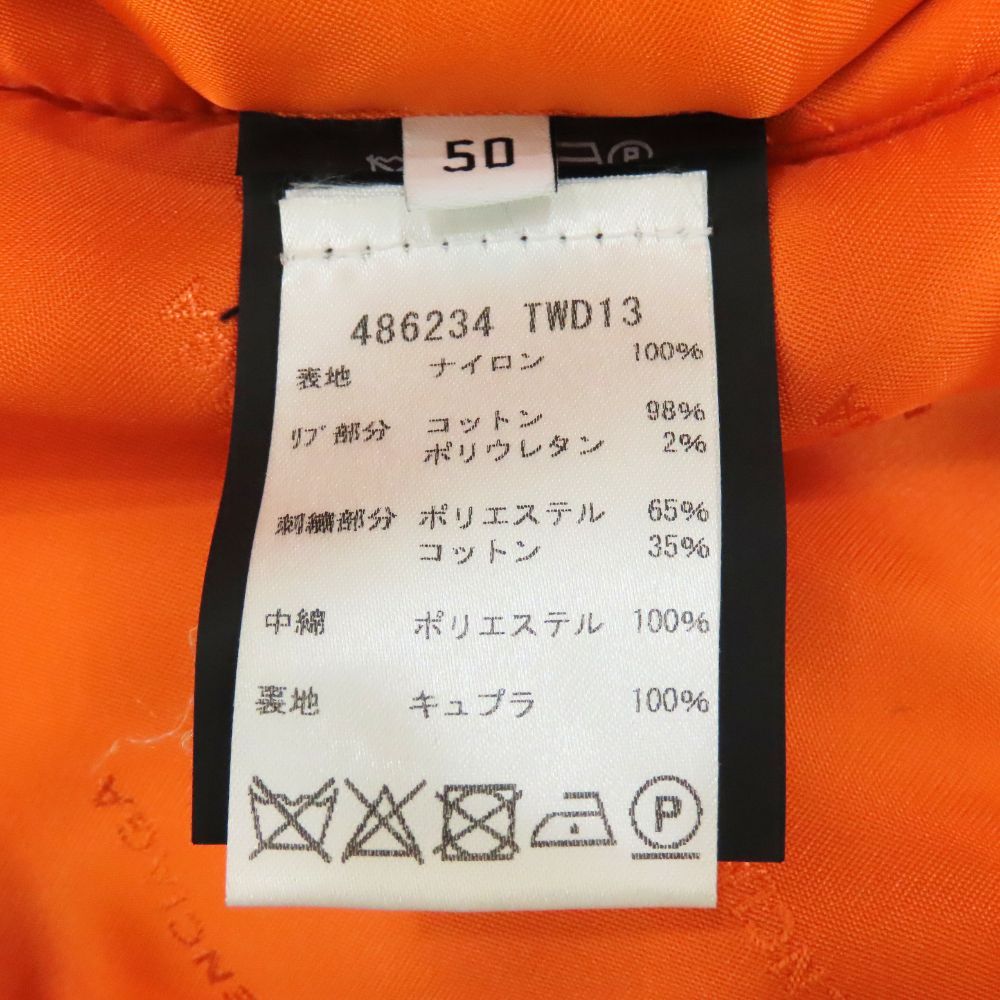 50
486234 TWD13
表地 ナイロン 100%
リブ部分 コットン 98%
ポリウレタン 2%
刺繍部分 ポリエステル 65%
コットン 35%
中綿 ポリエステル 100%
裏地 キュプラ 100%
P
P